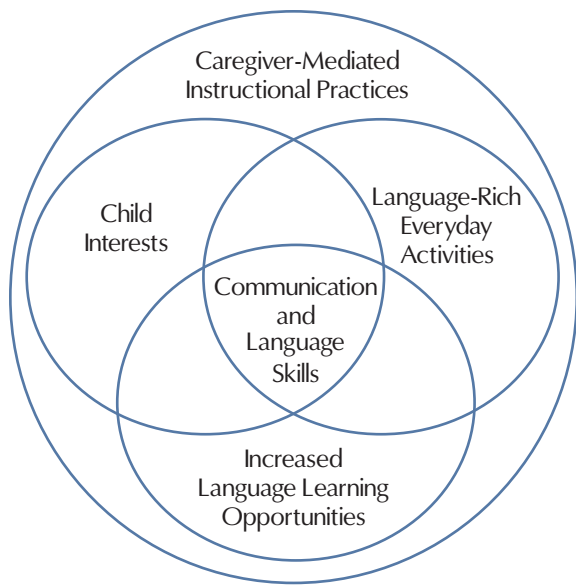 Caregiver-Mediated
Instructional Practices
Child
Interests
Language-Rich
Everyday
Activities
Communication
and
Language
Skills
Increased
Language Learning
Opportunities